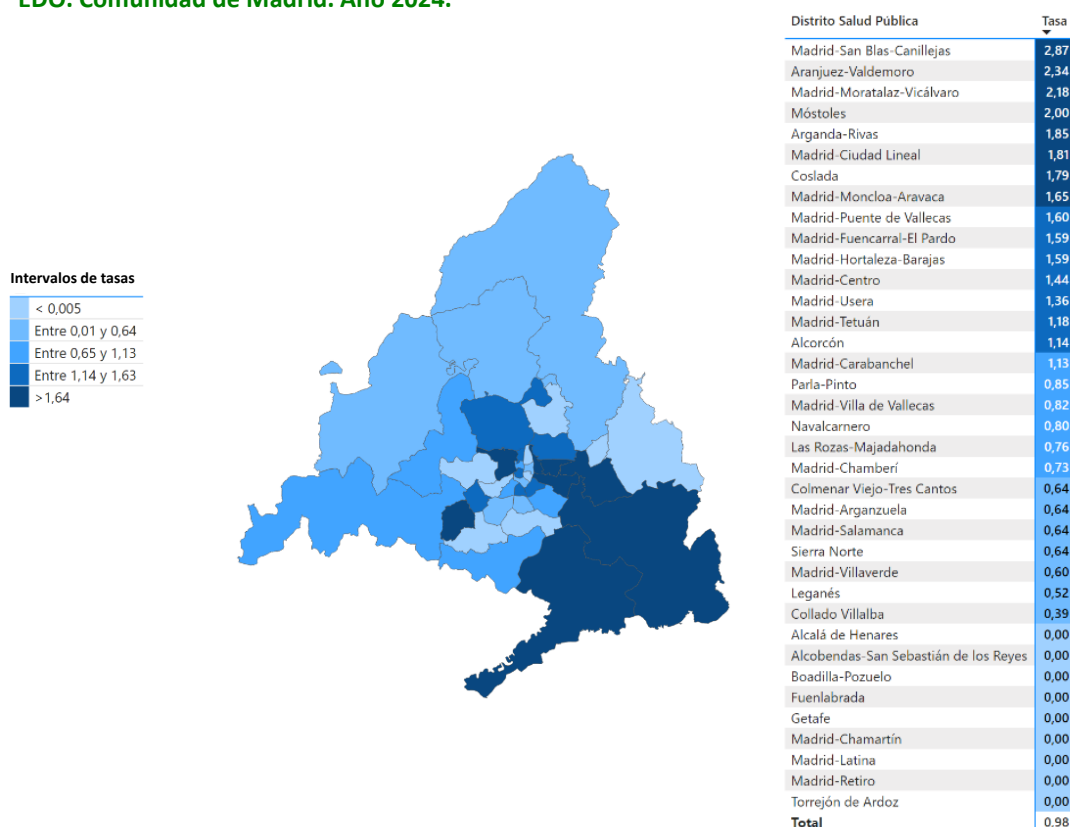 EDO. Comunidad de Madrid. Año 2024.
Intervalos de tasas
< 0,005
Entre 0,01 y 0,64
Entre 0,65 y 1,13
Entre 1,14 y 1,63
>1,64
Distrito Salud Pública Tasa
Madrid-San Blas-Canillejas 2,87
Aranjuez-Valdemoro 2,34
Madrid-Moratalaz-Vicálvaro 2,18
Móstoles 2,00
Arganda-Rivas 1,85
Madrid-Ciudad Lineal 1,81
Coslada 1,79
Madrid-Moncloa-Aravaca 1,65
Madrid-Puente de Vallecas 1,60
Madrid-Fuencarral-El Pardo 1,59
Madrid-Hortaleza-Barajas 1,59
Madrid-Centro 1,44
Madrid-Usera 1,36
Madrid-Tetuán 1,18
Alcorcón 1,14
Madrid-Carabanchel 1,13
Parla-Pinto 0,85
Madrid-Villa de Vallecas 0,82
Navalcarnero 0,80
Las Rozas-Majadahonda 0,76
Madrid-Chamberí 0,73
Colmenar Viejo-Tres Cantos 0,64
Madrid-Arganzuela 0,64
Madrid-Salamanca 0,64
Sierra Norte 0,64
Madrid-Villaverde 0,60
Leganés 0,52
Collado Villalba 0,39
Alcalá de Henares 0,00
Alcobendas-San Sebastián de los Reyes 0,00
Boadilla-Pozuelo 0,00
Fuenlabrada 0,00
Getafe 0,00
Madrid-Chamartín 0,00
Madrid-Latina 0,00
Madrid-Retiro 0,00
Torrejón de Ardoz 0,00
Total 0,98